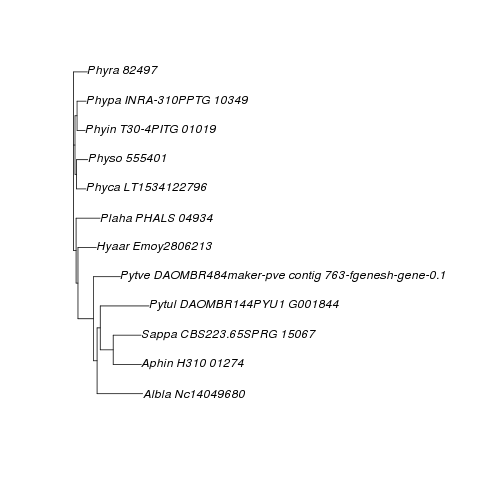 Phyra 82497
Phypa INRA-310PPTG 10349
Phyin T30-4PITG 01019
Physo 555401
Phyca LT1534122796
Plaha PHALS 04934
Hyaar Emoy2806213
Pytve DAOMBR484maker-pve contig 763-fgenesh-gene-0.1
Pytul DAOMBR144PYU1 G001844
Sappa CBS223.65SPRG 15067
Aphin H310 01274
Albla Nc14049680